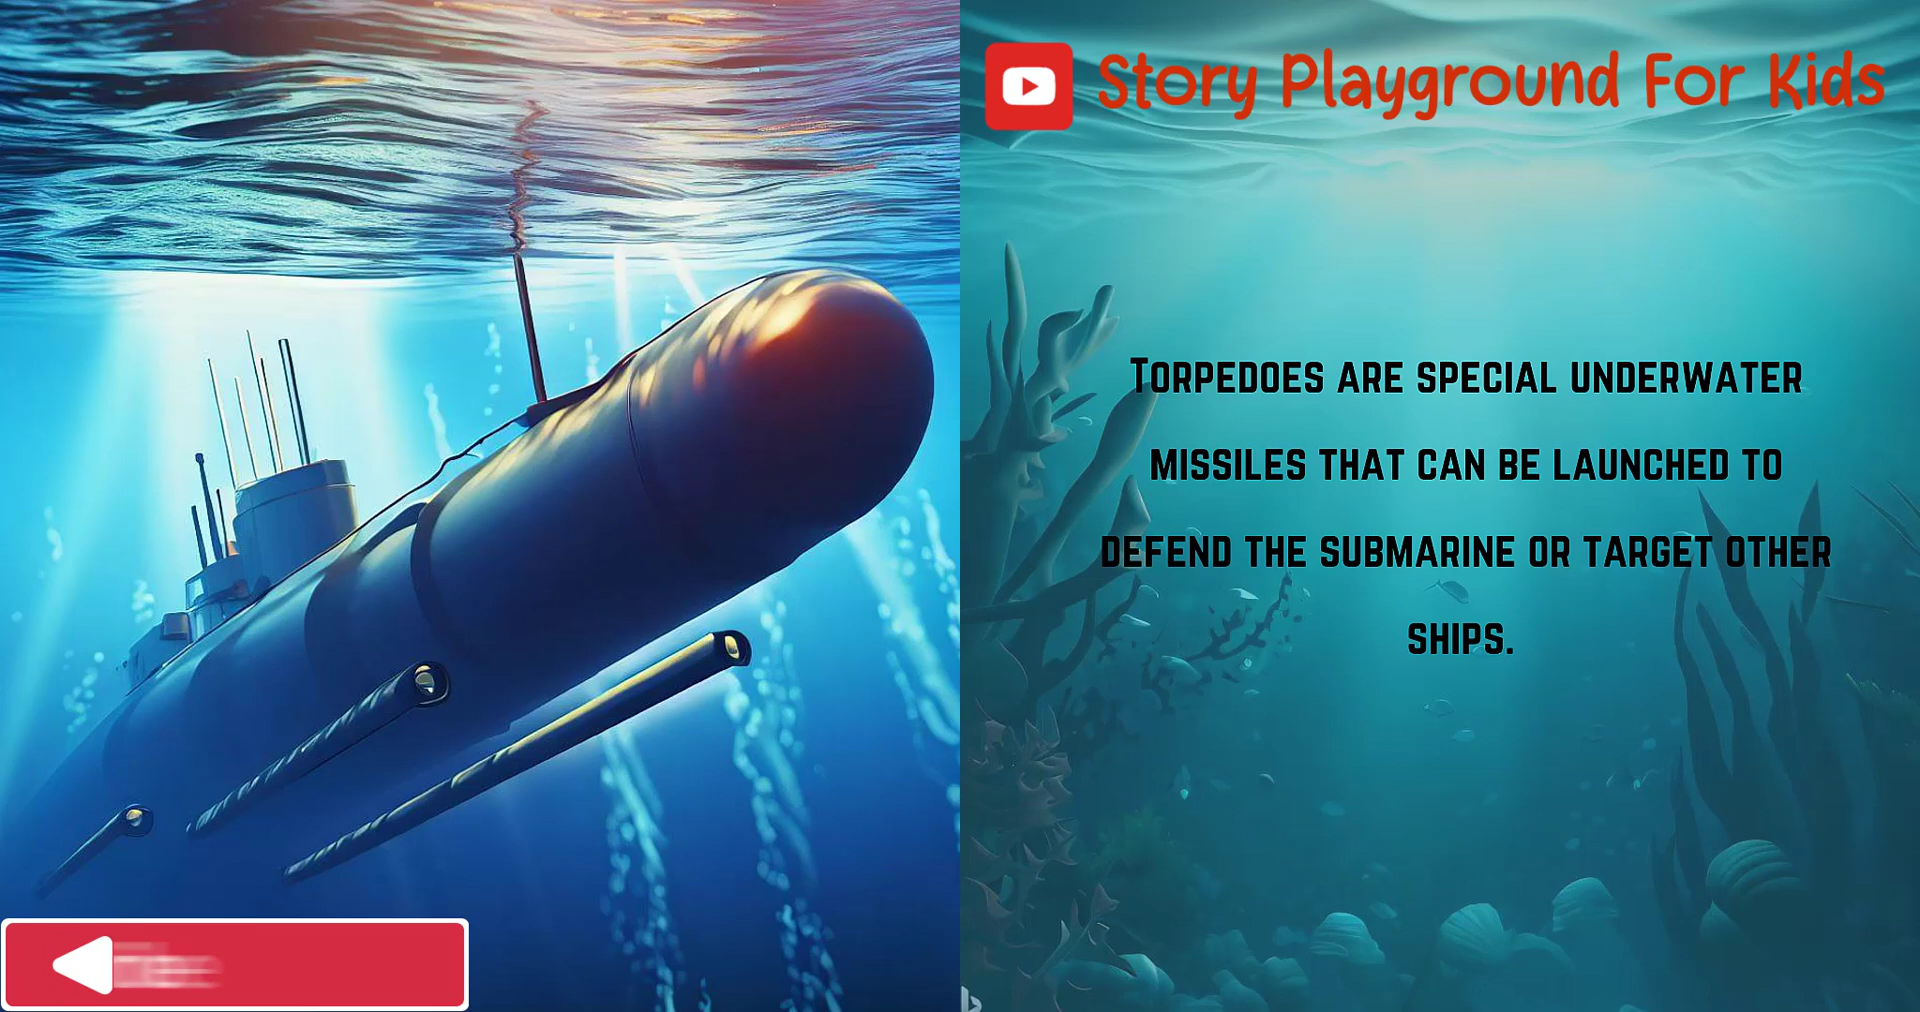 Story Playground For Kids
Torpedoes are special underwater
missiles that can be launched to
defend the submarine or target other
ships.